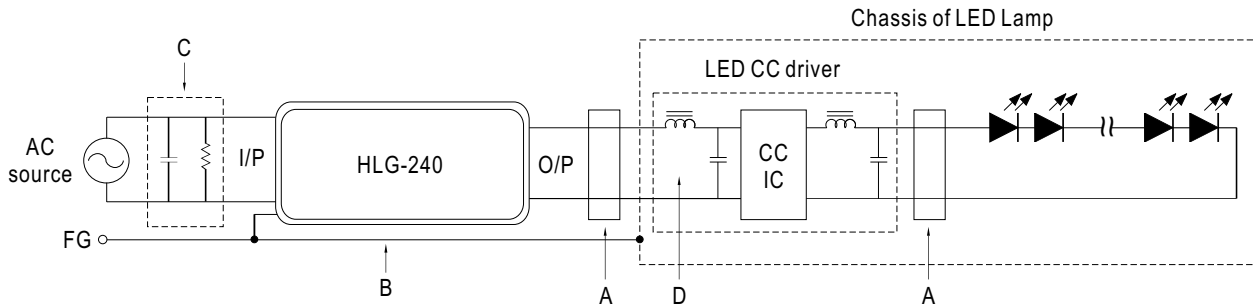 Chassis of LED Lamp
C
LED CC driver
AC
source
I/P
HLG-240
O/P
CC
IC
FG
B
A
D
A